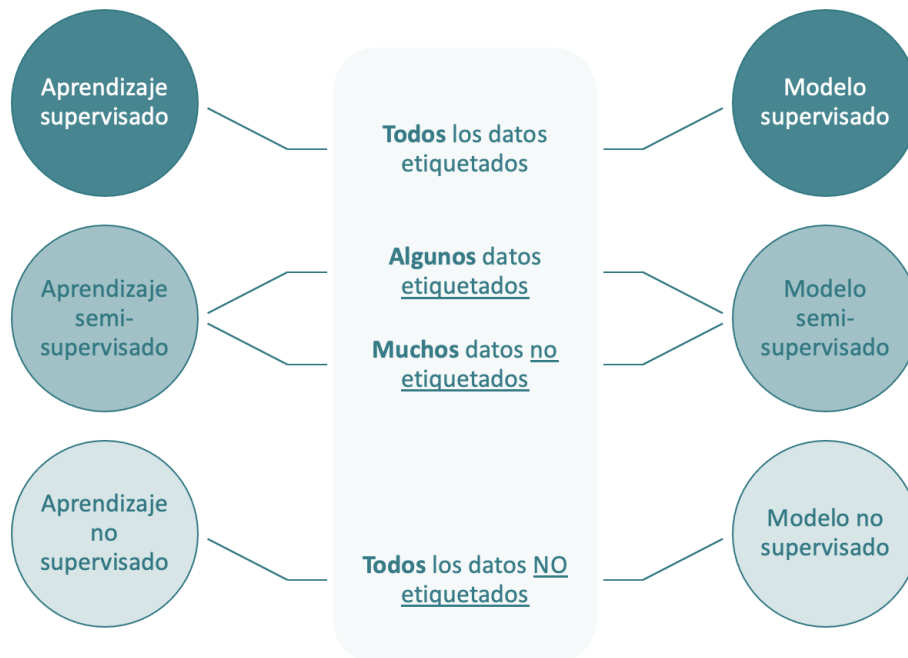 Aprendizaje
supervisado
Todos los datos
etiquetados
Modelo
supervisado
Aprendizaje
semi-
supervisado
Algunos datos
etiquetados
Muchos datos no
etiquetados
Modelo
semi-
supervisado
Aprendizaje
no
supervisado
Todos los datos NO
etiquetados
Modelo no
supervisado